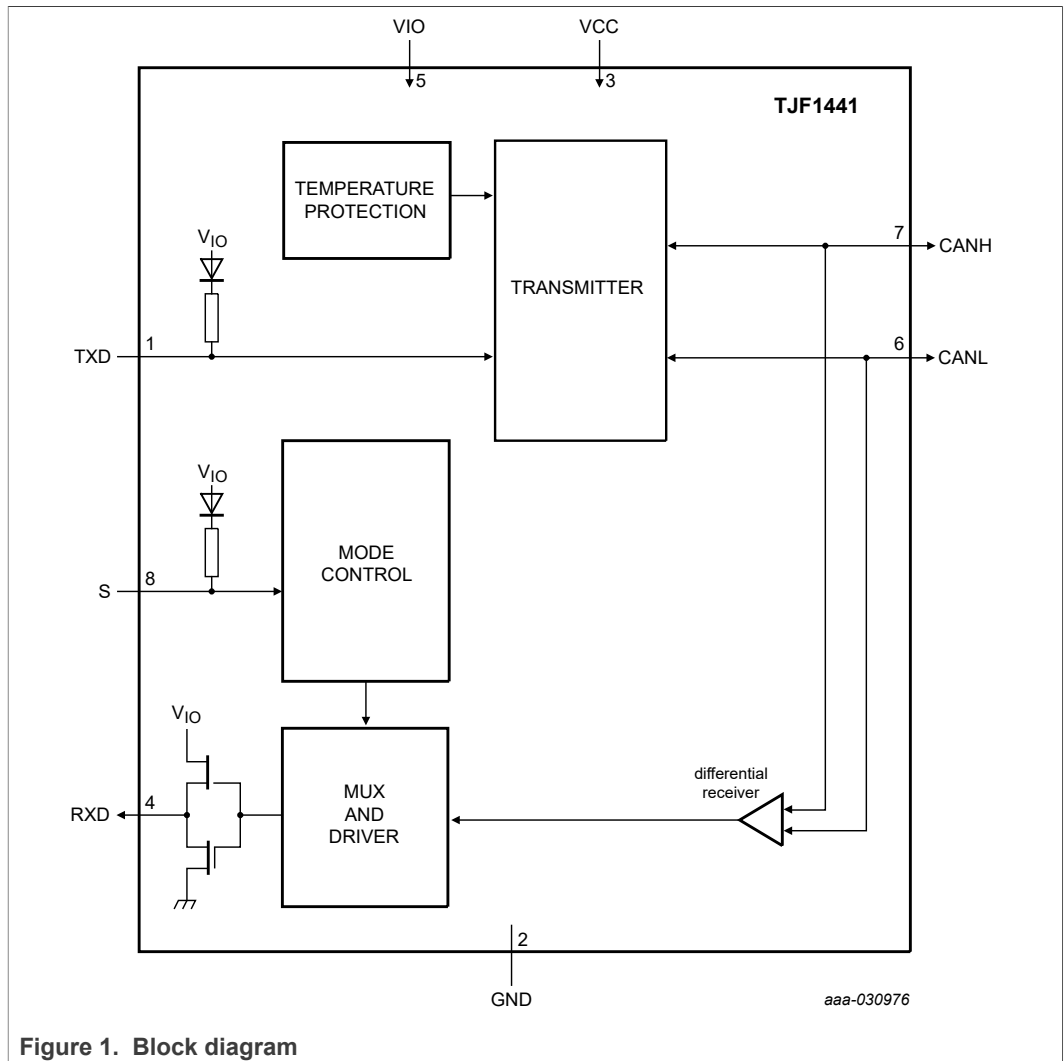 VIO VCC
5 3
TJF1441
TEMPERATURE
PROTECTION
VIO
TRANSMITTER
7 CANH
TXD 1
6 CANL
VIO
MODE
CONTROL
S 8
VIO
MUX
AND
DRIVER
differential
receiver
RXD 4
2
GND
aaa-030976
Figure 1. Block diagram